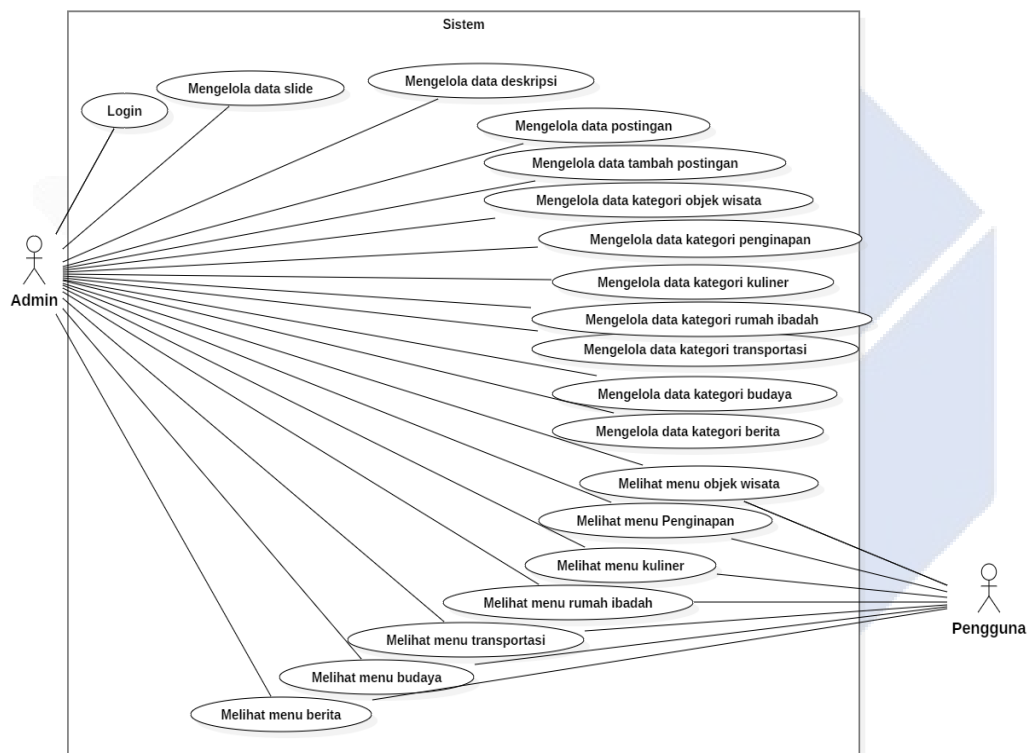 Sistem
Mengelola data deskripsi
Mengelola data slide
Login
Mengelola data postingan
Mengelola data tambah postingan
Mengelola data kategori objek wisata
Mengelola data kategori penginapan
Mengelola data kategori kuliner
Admin
Mengelola data kategori rumah ibadah
Mengelola data kategori transportasi
Mengelola data kategori budaya
Mengelola data kategori berita
Melihat menu objek wisata
Melihat menu Penginapan
Melihat menu kuliner
Melihat menu rumah ibadah
Pengguna
Melihat menu transportasi
Melihat menu budaya
Melihat menu berita